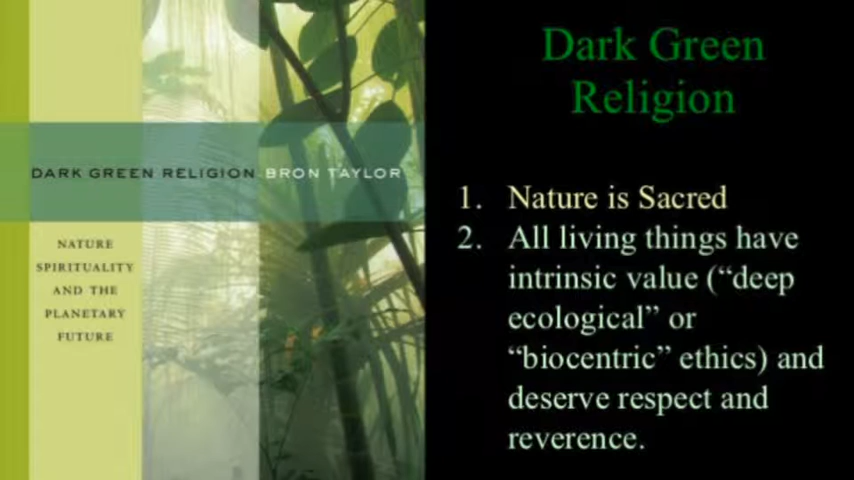 DARK GREEN RELIGION BRON TAYLOR
NATURE
SPIRITUALITY
AND THE
PLANETARY
FUTURE
Dark Green
Religion
1. Nature is Sacred
2. All living things have
intrinsic value (“deep
ecological” or
“biocentric” ethics) and
deserve respect and
reverence.